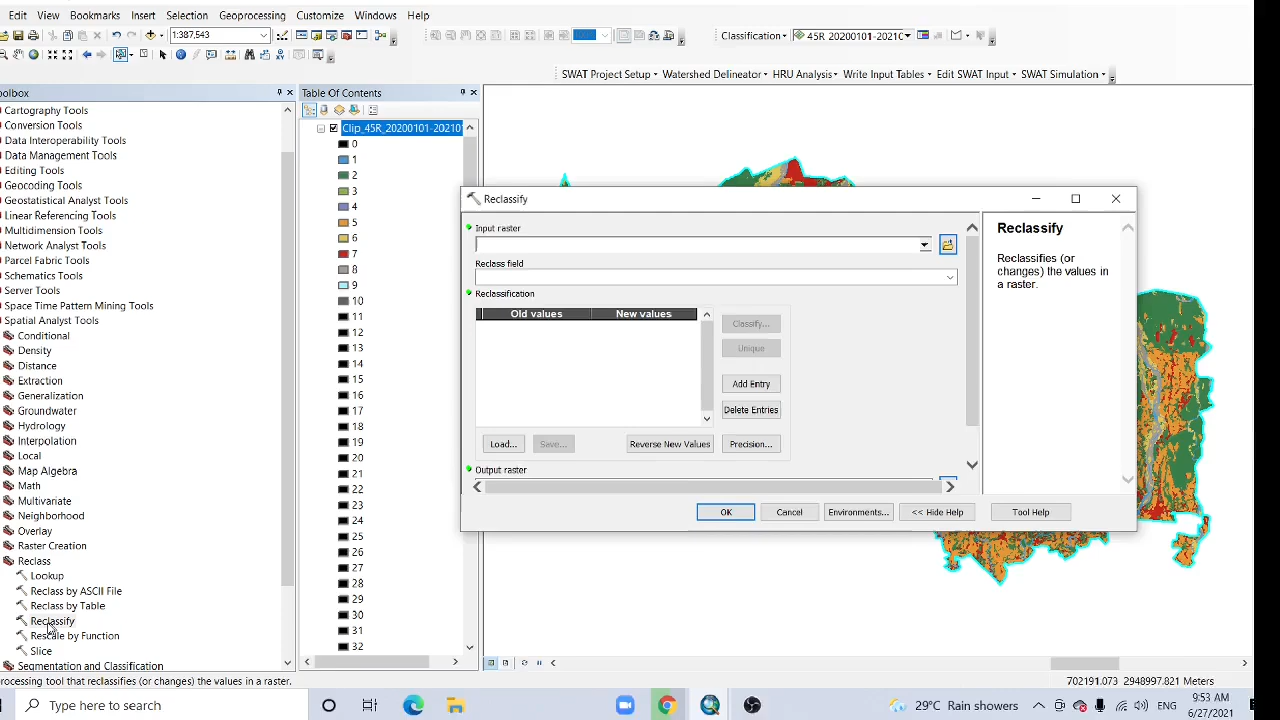 Edit View Bookmarks Insert Selection Geoprocessing Customize Windows Help
1:387,543
Classification 45R_20200101-2021C
SWAT Project Setup Watershed Delineator HRU Analysis Write Input Tables Edit SWAT Input SWAT Simulation
olbox
Cartography Tools
Conversion Tools
Data Interoperability Tools
Data Management Tools
Editing Tools
Geocoding Tools
Geostatistical Analyst Tools
Linear Referencing Tools
Multidimension Tools
Network Analyst Tools
Parcel Fabric Tools
Schematics Tools
Server Tools
Space Time Pattern Mining Tools
Spatial Analyst Tools
Conditional
Density
Distance
Extraction
Generalization
Groundwater
Hydrology
Interpolation
Local
Map Algebra
Math
Multivariate
Neighborhood
Overlay
Raster Creation
Reclass
Lookup
Reclass by ASCII File
Reclass by Table
Reclassify
Rescale by Function
Slice
Segmentation and Classification
rocessing tool that reclassifies (or changes) the values in a raster.
Table Of Contents
Clip_45R_20200101-20210
0
1
2
3
4
5
6
7
8
9
10
11
12
13
14
15
16
17
18
19
20
21
22
23
24
25
26
27
28
29
30
31
32
Reclassify
Input raster
Reclass field
Reclassification
Old values New values
Classify...
Unique
Add Entry
Delete Entries
Load... Save... Reverse New Values Precision...
Output raster
OK Cancel Environments... << Hide Help Tool Help
Reclassify
Reclassifies (or
changes) the values in
a raster.
702191.073 2948997.821 Meters
Type here to search
29°C Rain showers
ENG
9:53 AM
6/27/2021